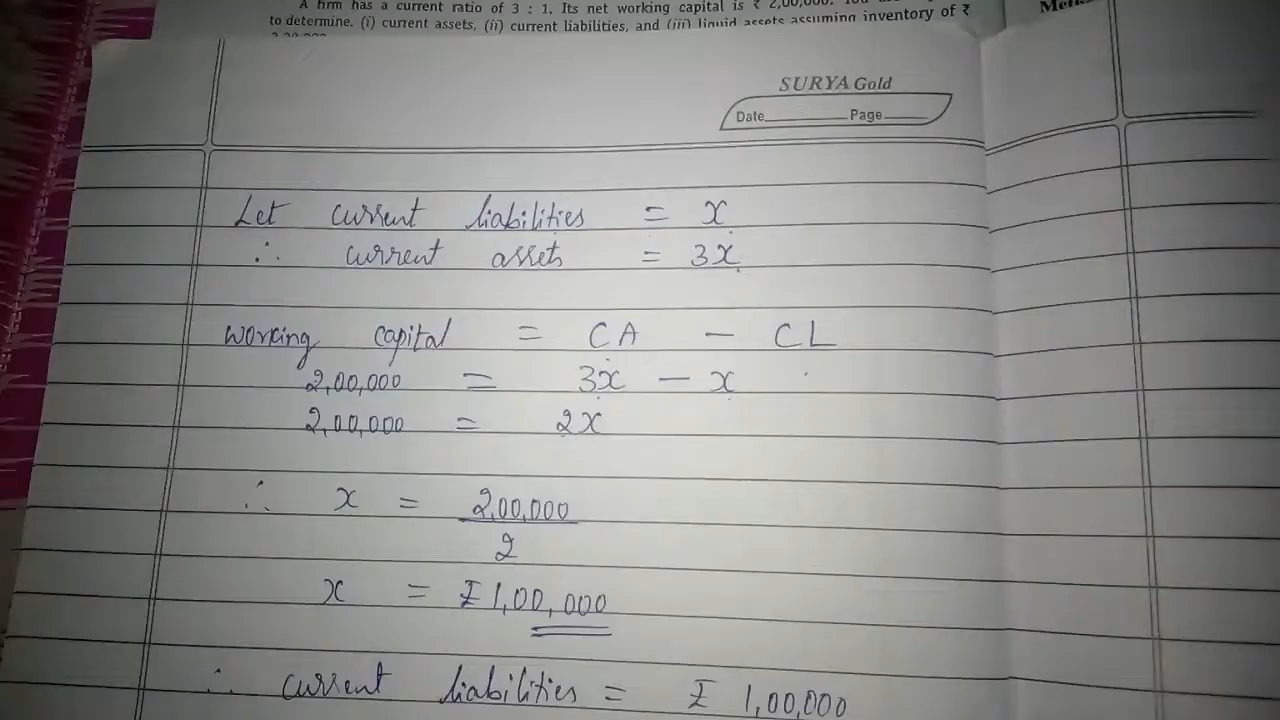 A firm has a current ratio of 3 : 1. Its net working capital is ₹ 2,00,000. You
to determine. (i) current assets, (ii) current liabilities, and (iii) liquid assets assuming inventory of ₹
SURYA Gold
Date Page
Let current liabilities = x
∴ current assets = 3x
Working capital = CA - CL
2,00,000 = 3x - x
2,00,000 = 2x
∴ x = 2,00,000
2
x = ₹ 1,00,000
∴ current liabilities = ₹ 1,00,000